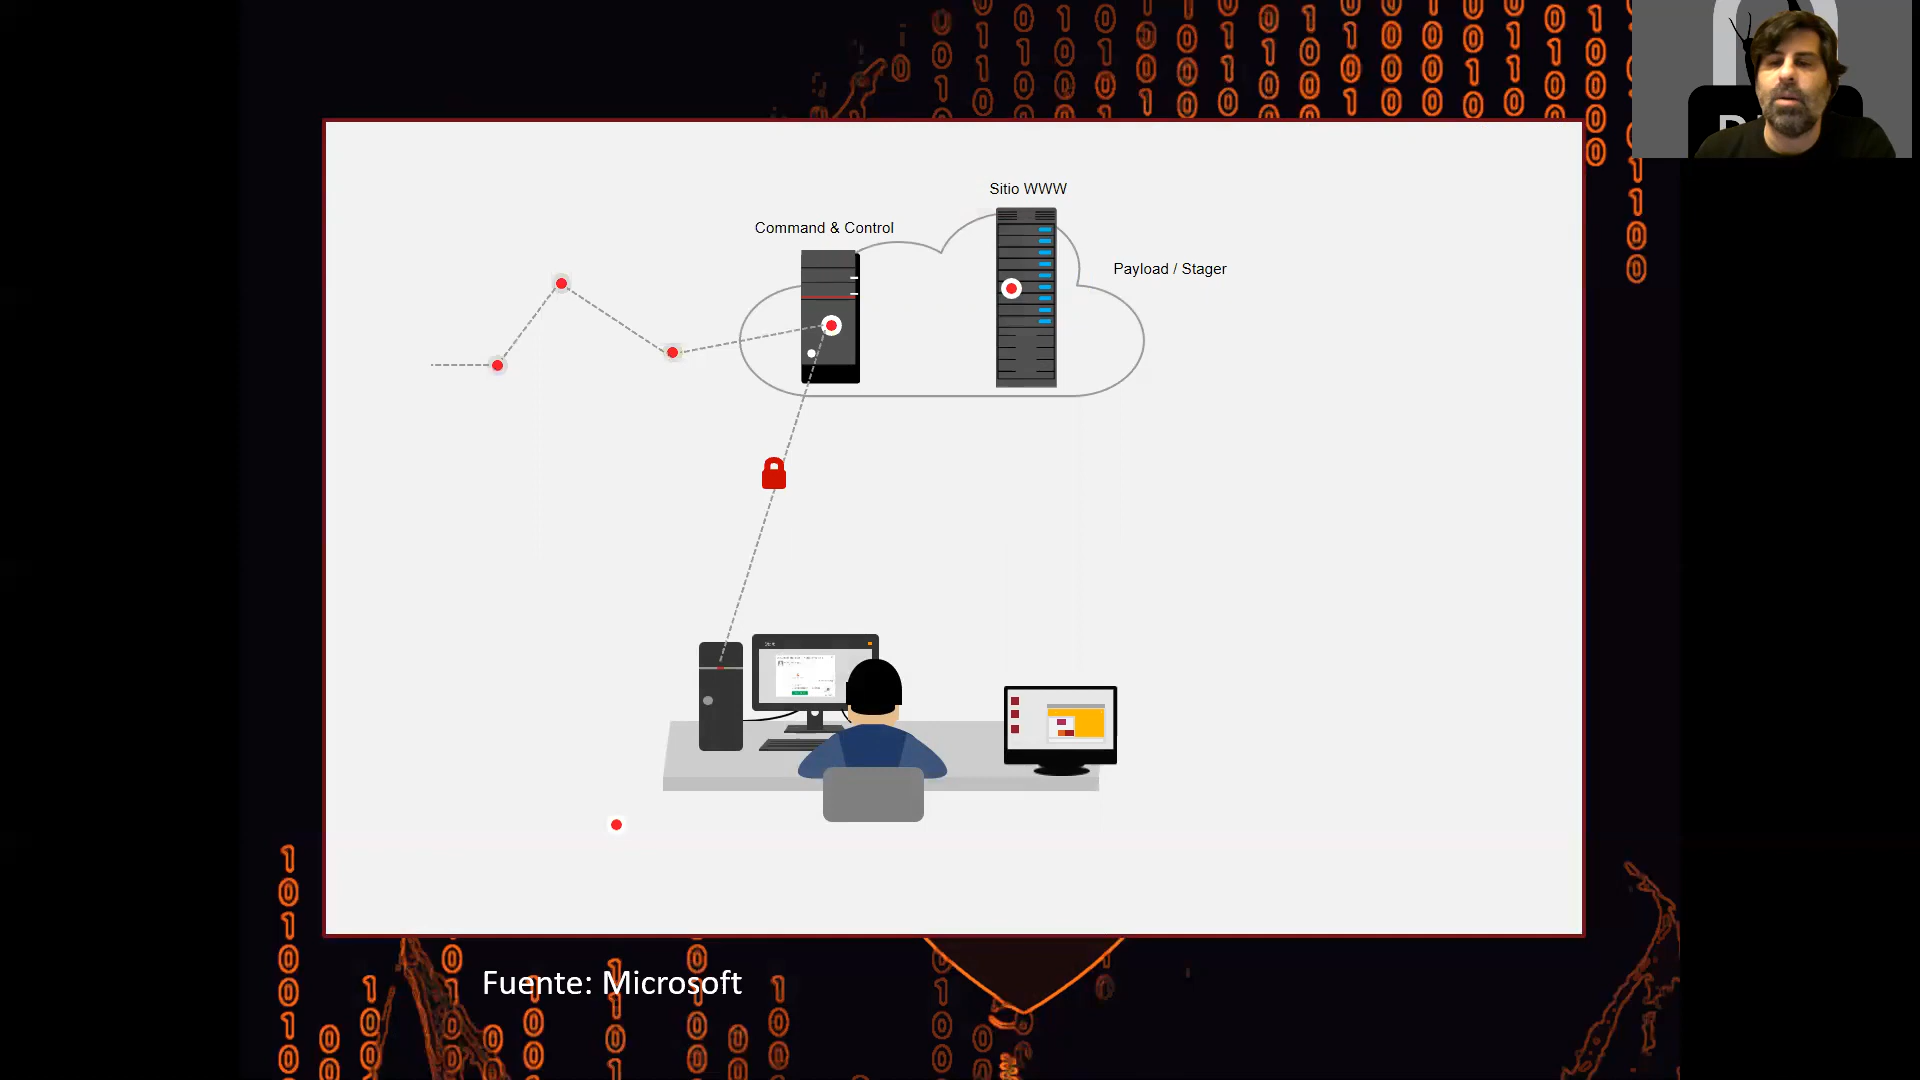 Sitio WWW
Command & Control
Payload / Stager
Fuente: Microsoft